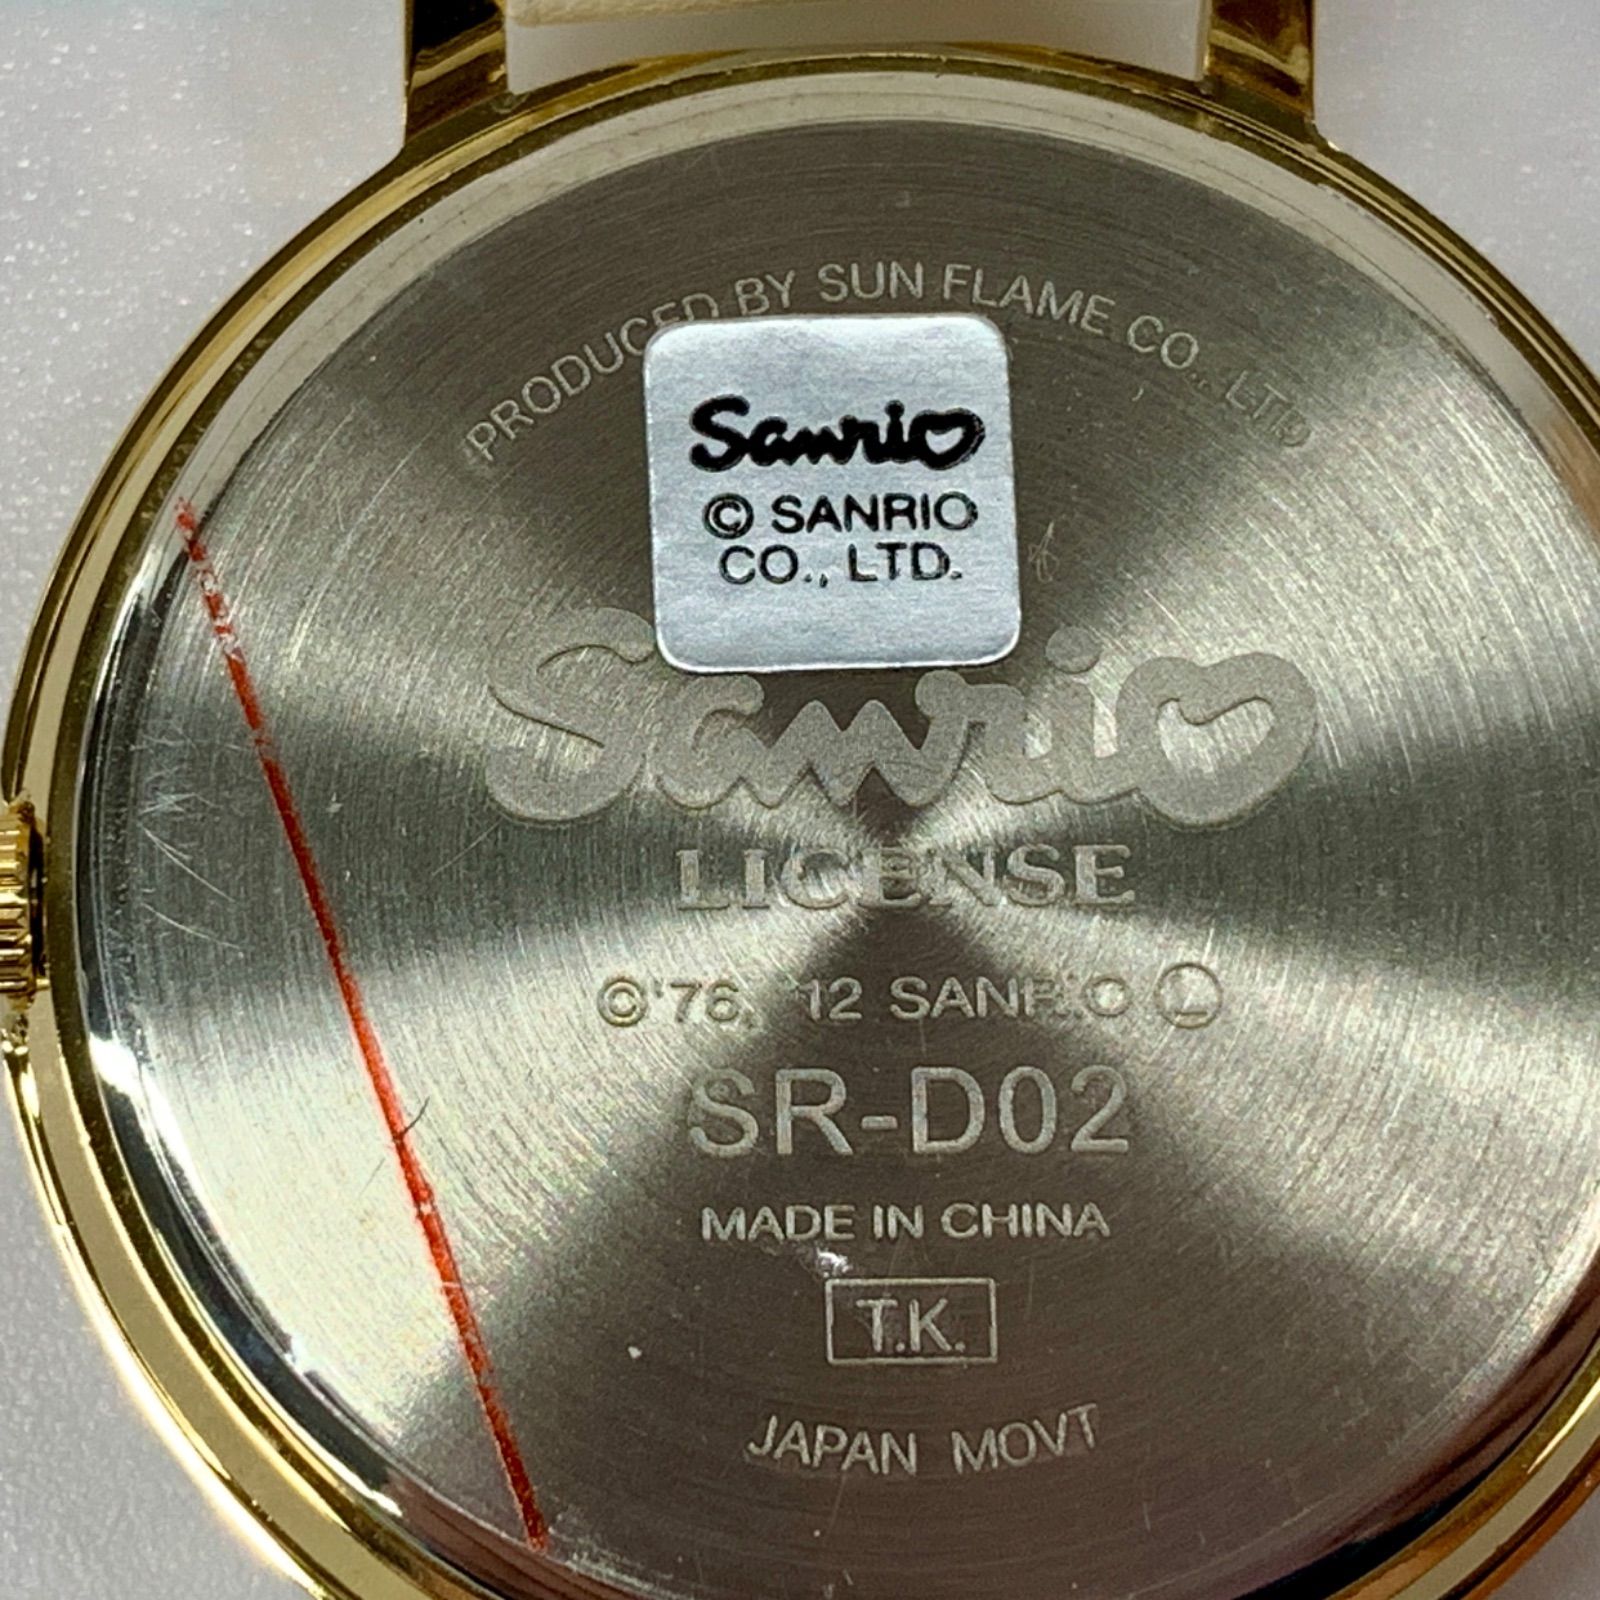 PRODUCED BY SUN FLAME CO., LTD
Sanrio
© SANRIO
CO., LTD.
Sanrio
LICENSE
©'76, '12 SANRIO Ⓛ
SR-D02
MADE IN CHINA
T.K.
JAPAN MOVT